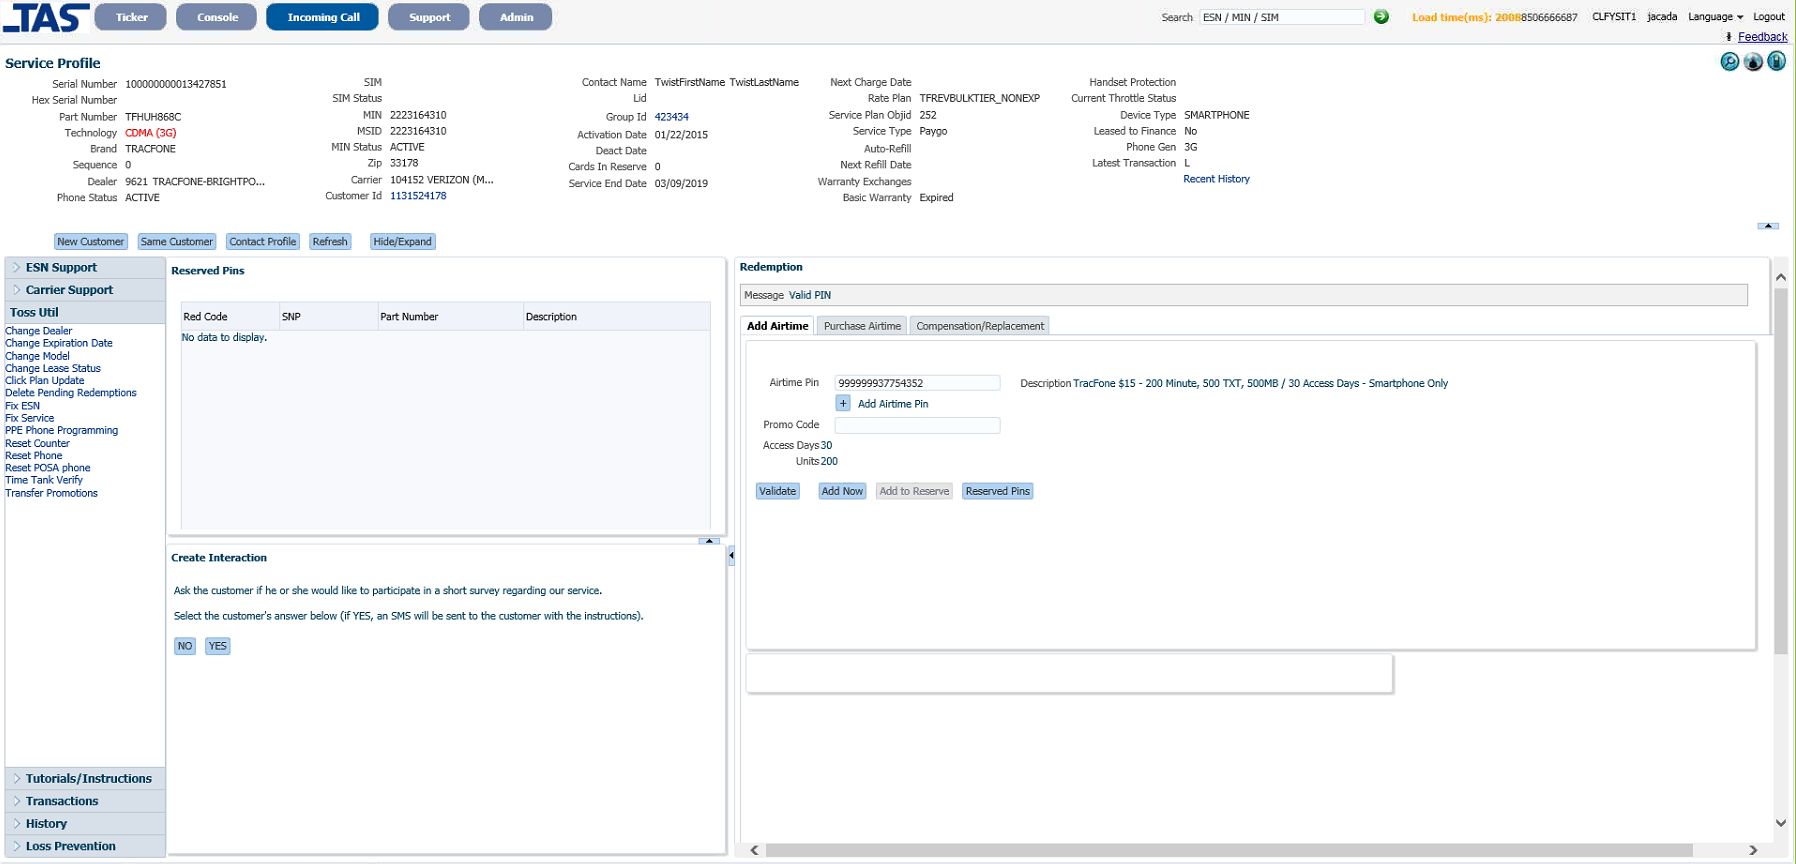 TAS Ticker Console Incoming Call Support Admin Search ESN / MIN / SIM Load time(ms): 20088506666687 CLFYSIT1 jacada Language Logout
Feedback
Service Profile
Serial Number 100000000013427851
Hex Serial Number
Part Number TFHUH868C
Technology CDMA (3G)
Brand TRACFONE
Sequence 0
Dealer 9621 TRACFONE-BRIGHTPO...
Phone Status ACTIVE
SIM
SIM Status
MIN 2223164310
MSID 2223164310
MIN Status ACTIVE
Zip 33178
Carrier 104152 VERIZON (M...
Customer Id 1131524178
Contact Name TwistFirstName TwistLastName
Lid
Group Id 423434
Activation Date 01/22/2015
Deact Date
Cards In Reserve 0
Service End Date 03/09/2019
Next Charge Date
Rate Plan TFREVBULKTIER_NONEXP
Service Plan Objid 252
Service Type Paygo
Auto-Refill
Next Refill Date
Warranty Exchanges
Basic Warranty Expired
Handset Protection
Current Throttle Status
Device Type SMARTPHONE
Leased to Finance No
Phone Gen 3G
Latest Transaction L
Recent History
New Customer Same Customer Contact Profile Refresh Hide/Expand
ESN Support
Carrier Support
Toss Util
Change Dealer
Change Expiration Date
Change Model
Change Lease Status
Click Plan Update
Delete Pending Redemptions
Fix ESN
Fix Service
PPE Phone Programming
Reset Counter
Reset Phone
Reset POSA phone
Time Tank Verify
Transfer Promotions
Tutorials/Instructions
Transactions
History
Loss Prevention
Reserved Pins
Red Code SNP Part Number Description
No data to display.
Create Interaction
Ask the customer if he or she would like to participate in a short survey regarding our service.
Select the customer's answer below (if YES, an SMS will be sent to the customer with the instructions).
NO YES
Redemption
Message Valid PIN
Add Airtime Purchase Airtime Compensation/Replacement
Airtime Pin 999999937754352 Description TracFone $15 - 200 Minute, 500 TXT, 500MB / 30 Access Days - Smartphone Only
+ Add Airtime Pin
Promo Code
Access Days 30
Units 200
Validate Add Now Add to Reserve Reserved Pins